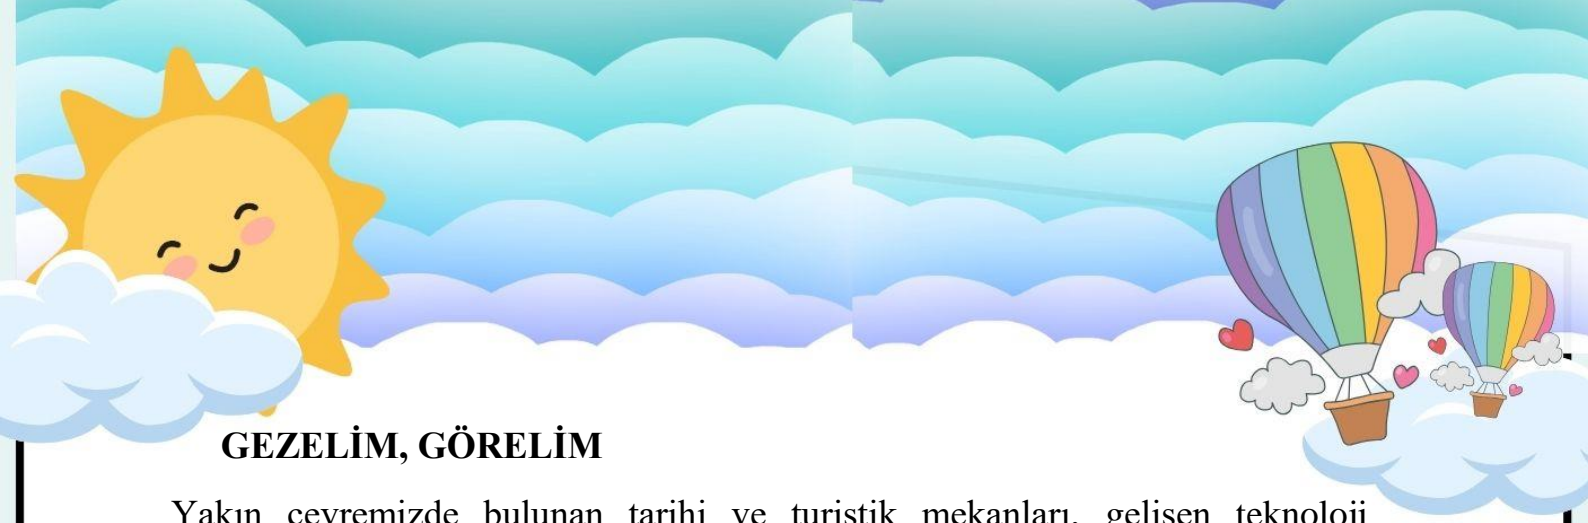 GEZELİM, GÖRELİM
Yakın çevremizde bulunan tarihi ve turistik mekanları, gelişen teknoloji